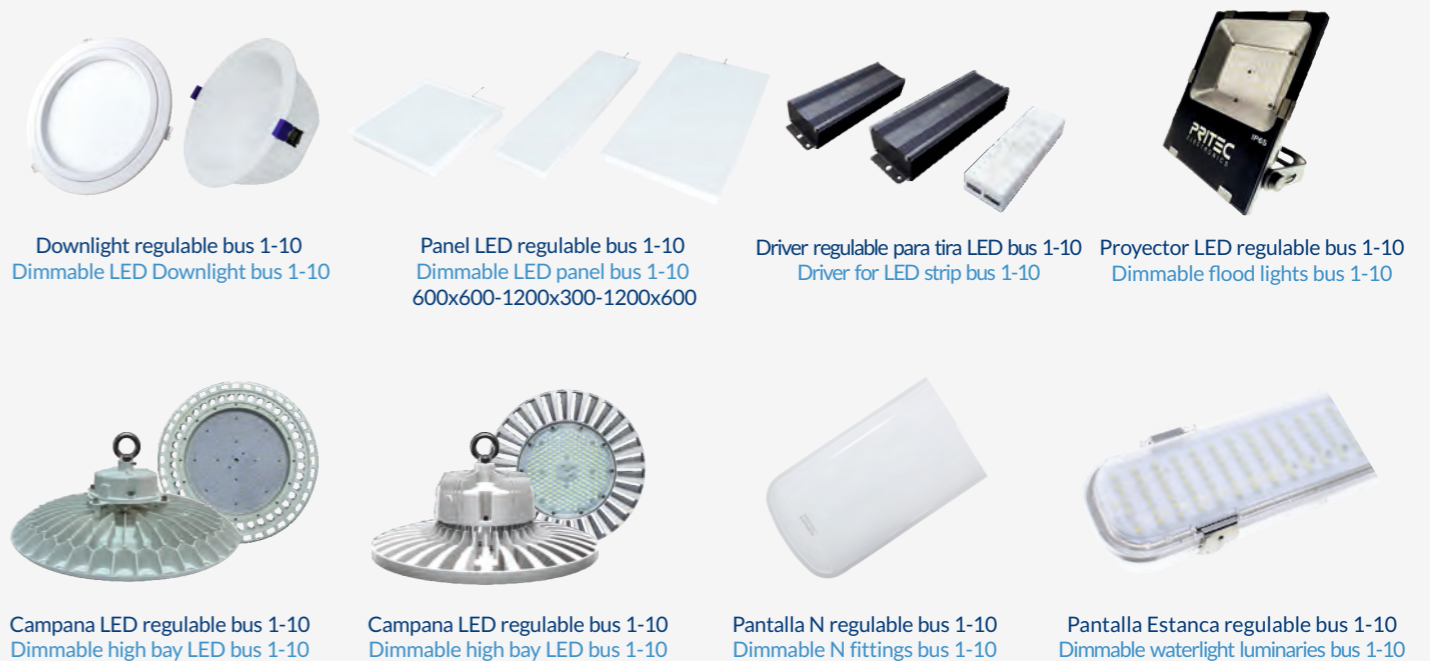 PRITEC
ELECTRONICS
IP65
Downlight regulable bus 1-10
Dimmable LED Downlight bus 1-10
Panel LED regulable bus 1-10
Dimmable LED panel bus 1-10
600x600-1200x300-1200x600
Driver regulable para tira LED bus 1-10
Driver for LED strip bus 1-10
Proyector LED regulable bus 1-10
Dimmable flood lights bus 1-10
Campana LED regulable bus 1-10
Dimmable high bay LED bus 1-10
Campana LED regulable bus 1-10
Dimmable high bay LED bus 1-10
Pantalla N regulable bus 1-10
Dimmable N fittings bus 1-10
Pantalla Estanca regulable bus 1-10
Dimmable waterlight luminaries bus 1-10